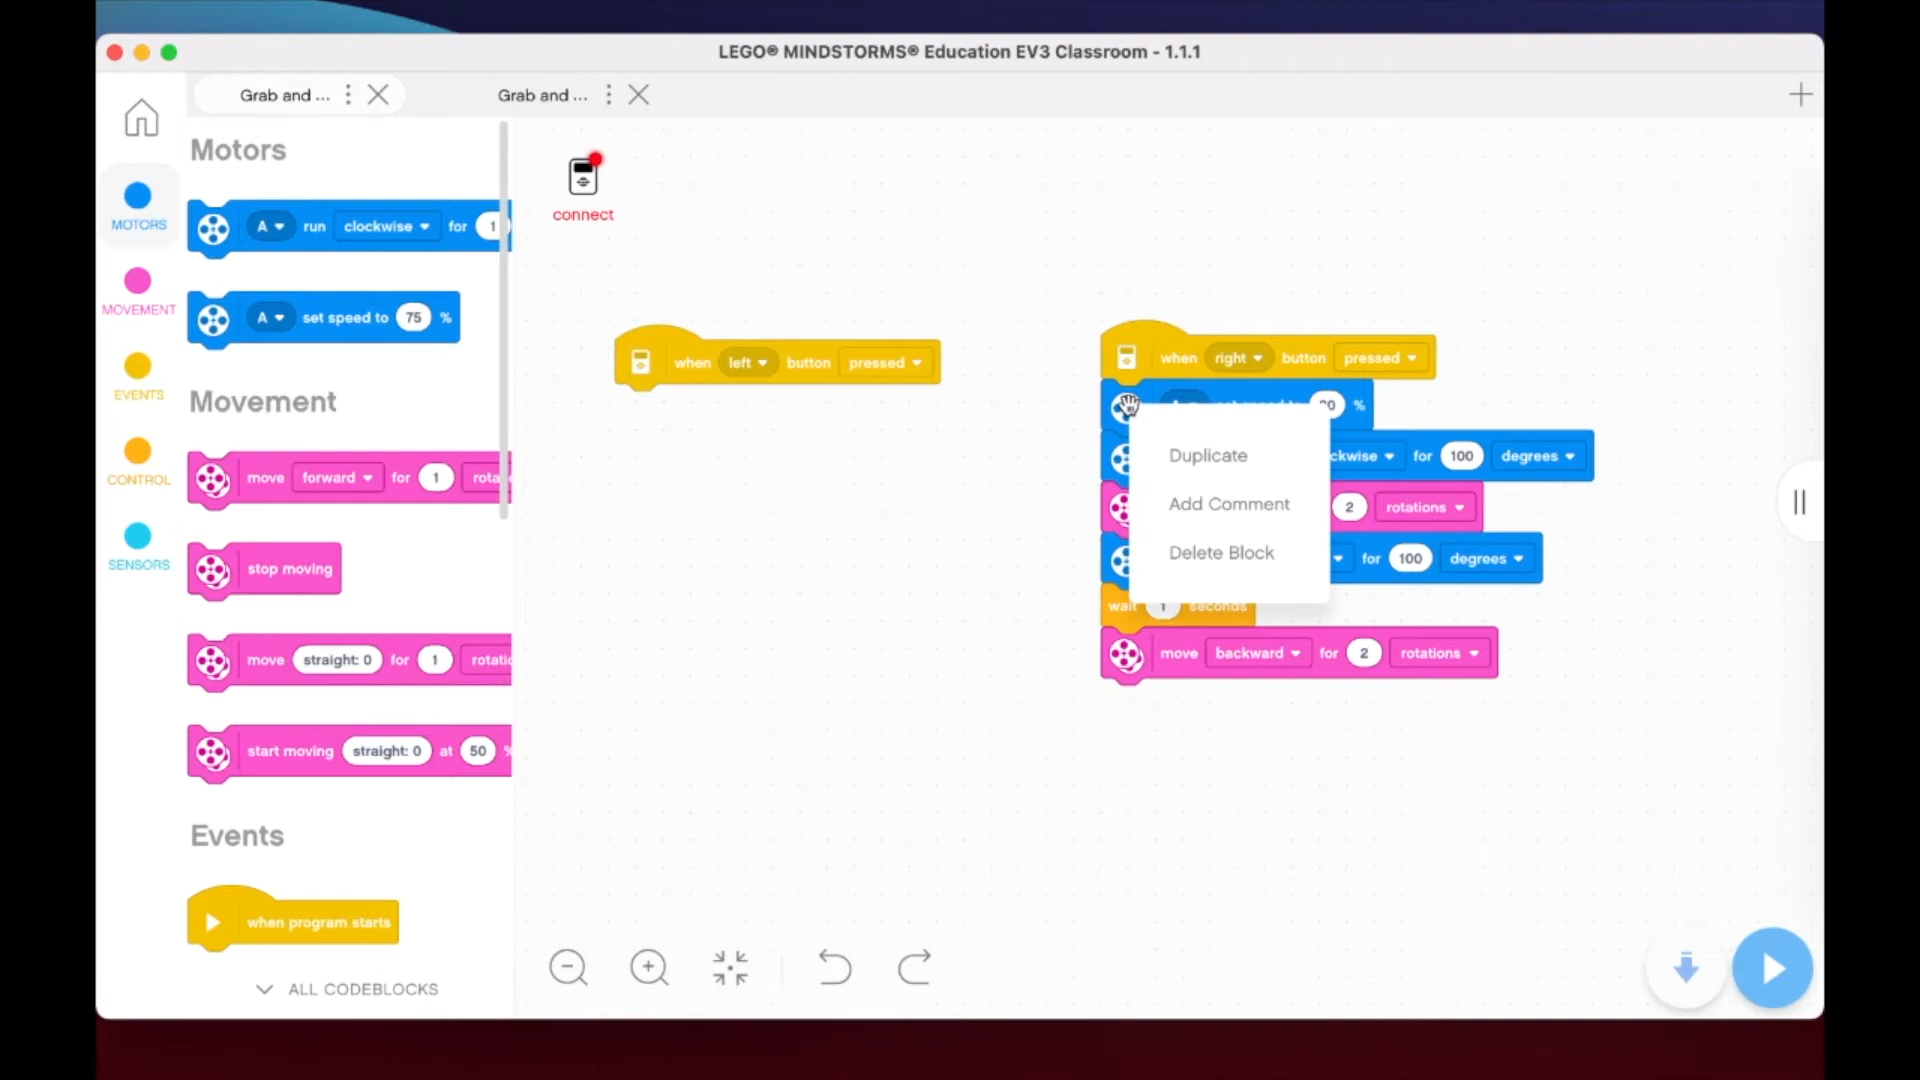 LEGO® MINDSTORMS® Education EV3 Classroom - 1.1.1
Grab and ...
Grab and ...
MOTORS
MOVEMENT
EVENTS
CONTROL
SENSORS
Motors
A run clockwise for 1
A set speed to 75 %
Movement
move forward for 1
stop moving
move straight: 0 for 1
start moving straight: 0 at 50
Events
when program starts
ALL CODEBLOCKS
connect
when left button pressed
when right button pressed
%
for 100 degrees
2 rotations
for 100 degrees
wait 1 seconds
move backward for 2 rotations
Duplicate
Add Comment
Delete Block